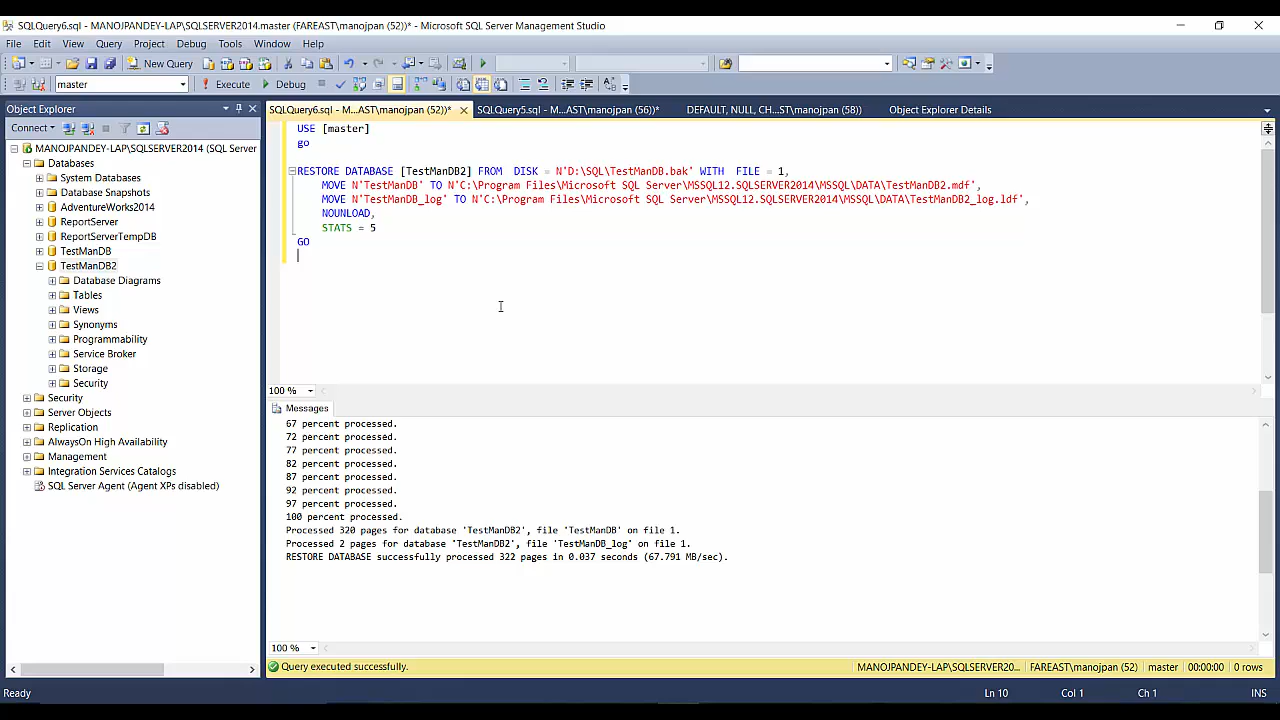 SQLQuery6.sql - MANOJPANDEY-LAP\SQLSERVER2014.master (FAREAST\manojpan (52))* - Microsoft SQL Server Management Studio
File Edit View Query Project Debug Tools Window Help
New Query
master Execute Debug
Object Explorer
SQLQuery6.sql - M...AST\manojpan (52))* SQLQuery5.sql - M...AST\manojpan (56))* DEFAULT, NULL, CH...ST\manojpan (58)) Object Explorer Details
Connect
MANOJPANDEY-LAP\SQLSERVER2014 (SQL Server
Databases
System Databases
Database Snapshots
AdventureWorks2014
ReportServer
ReportServerTempDB
TestManDB
TestManDB2
Database Diagrams
Tables
Views
Synonyms
Programmability
Service Broker
Storage
Security
Security
Server Objects
Replication
AlwaysOn High Availability
Management
Integration Services Catalogs
SQL Server Agent (Agent XPs disabled)
USE [master]
go
RESTORE DATABASE [TestManDB2] FROM DISK = N'D:\SQL\TestManDB.bak' WITH FILE = 1,
MOVE N'TestManDB' TO N'C:\Program Files\Microsoft SQL Server\MSSQL12.SQLSERVER2014\MSSQL\DATA\TestManDB2.mdf',
MOVE N'TestManDB_log' TO N'C:\Program Files\Microsoft SQL Server\MSSQL12.SQLSERVER2014\MSSQL\DATA\TestManDB2_log.ldf',
NOUNLOAD,
STATS = 5
GO
100 %
Messages
67 percent processed.
72 percent processed.
77 percent processed.
82 percent processed.
87 percent processed.
92 percent processed.
97 percent processed.
100 percent processed.
Processed 320 pages for database 'TestManDB2', file 'TestManDB' on file 1.
Processed 2 pages for database 'TestManDB2', file 'TestManDB_log' on file 1.
RESTORE DATABASE successfully processed 322 pages in 0.037 seconds (67.791 MB/sec).
100 %
Query executed successfully. MANOJPANDEY-LAP\SQLSERVER20... FAREAST\manojpan (52) master 00:00:00 0 rows
Ready Ln 10 Col 1 Ch 1 INS